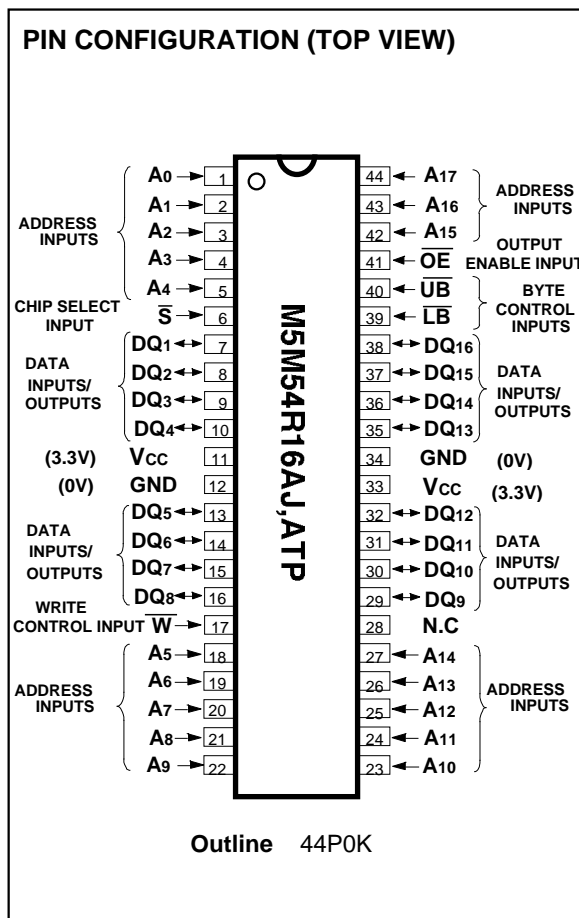 PIN CONFIGURATION (TOP VIEW)
A0 1 44 A17
A1 2 43 A16
A2 3 42 A15
ADDRESS INPUTS
ADDRESS INPUTS
A3 4 41 OE
OUTPUT ENABLE INPUT
A4 5 40 UB
CHIP SELECT INPUT
S 6 39 LB
BYTE CONTROL INPUTS
DQ1 7 38 DQ16
DQ2 8 37 DQ15
DQ3 9 36 DQ14
DQ4 10 35 DQ13
DATA INPUTS/ OUTPUTS
DATA INPUTS/ OUTPUTS
(3.3V) VCC 11 34 GND (0V)
(0V) GND 12 33 VCC (3.3V)
DQ5 13 32 DQ12
DQ6 14 31 DQ11
DQ7 15 30 DQ10
DQ8 16 29 DQ9
DATA INPUTS/ OUTPUTS
DATA INPUTS/ OUTPUTS
WRITE CONTROL INPUT W 17 28 N.C
A5 18 27 A14
A6 19 26 A13
A7 20 25 A12
A8 21 24 A11
A9 22 23 A10
ADDRESS INPUTS
ADDRESS INPUTS
M5M54R16AJ,ATP
Outline 44P0K